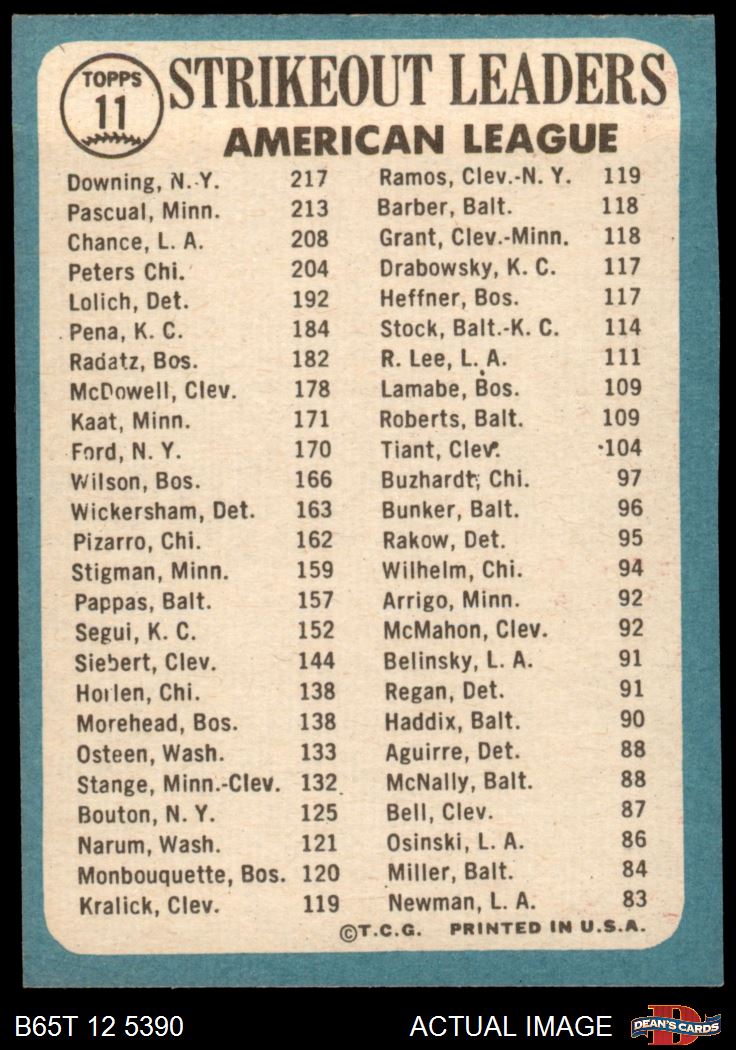 TOPPS
11
STRIKEOUT LEADERS
AMERICAN LEAGUE
Downing, N.Y. 217
Pascual, Minn. 213
Chance, L. A. 208
Peters Chi. 204
Lolich, Det. 192
Pena, K. C. 184
Radatz, Bos. 182
McDowell, Clev. 178
Kaat, Minn. 171
Ford, N. Y. 170
Wilson, Bos. 166
Wickersham, Det. 163
Pizarro, Chi. 162
Stigman, Minn. 159
Pappas, Balt. 157
Segui, K. C. 152
Siebert, Clev. 144
Horlen, Chi. 138
Morehead, Bos. 138
Osteen, Wash. 133
Stange, Minn.-Clev. 132
Bouton, N. Y. 125
Narum, Wash. 121
Monbouquette, Bos. 120
Kralick, Clev. 119
Ramos, Clev.-N. Y. 119
Barber, Balt. 118
Grant, Clev.-Minn. 118
Drabowsky, K. C. 117
Heffner, Bos. 117
Stock, Balt.-K. C. 114
R. Lee, L. A. 111
Lamabe, Bos. 109
Roberts, Balt. 109
Tiant, Clev. 104
Buzhardt, Chi. 97
Bunker, Balt. 96
Rakow, Det. 95
Wilhelm, Chi. 94
Arrigo, Minn. 92
McMahon, Clev. 92
Belinsky, L. A. 91
Regan, Det. 91
Haddix, Balt. 90
Aguirre, Det. 88
McNally, Balt. 88
Bell, Clev. 87
Osinski, L. A. 86
Miller, Balt. 84
Newman, L. A. 83
©T.C.G. PRINTED IN U.S.A.
B65T 12 5390 ACTUAL IMAGE
D
DEAN'S CARDS